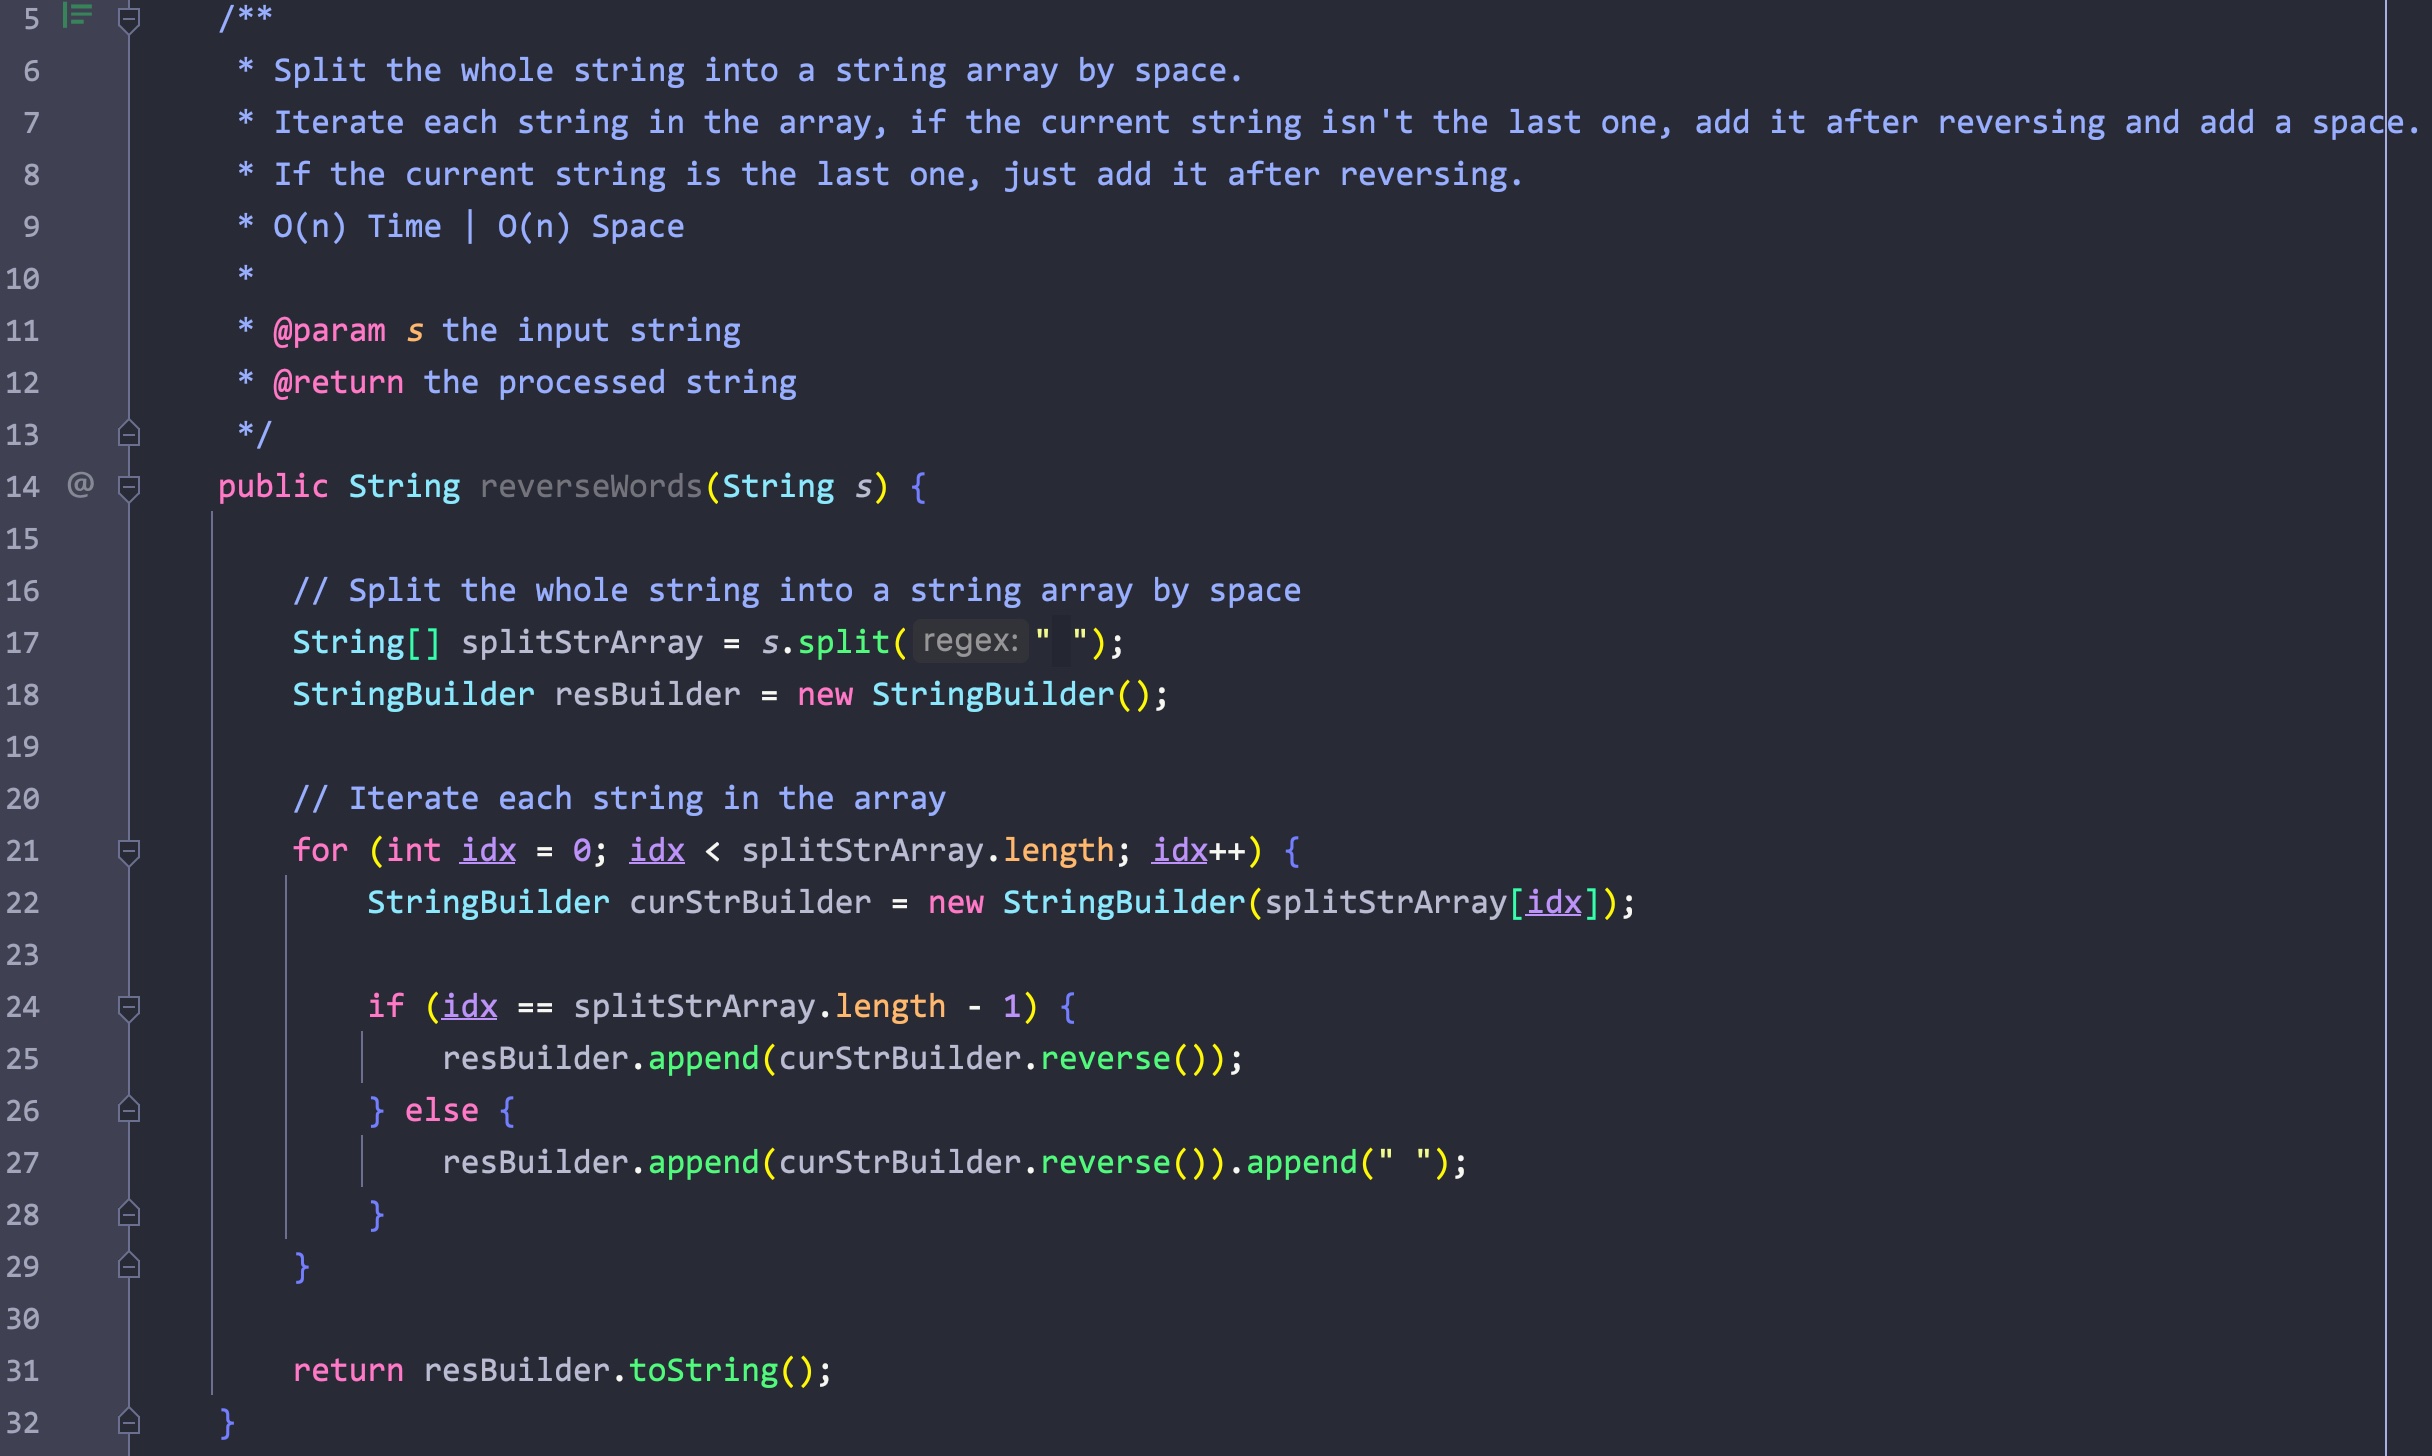 5 /**
6 * Split the whole string into a string array by space.
7 * Iterate each string in the array, if the current string isn't the last one, add it after reversing and add a space.
8 * If the current string is the last one, just add it after reversing.
9 * O(n) Time | O(n) Space
10 *
11 * @param s the input string
12 * @return the processed string
13 */
14 @ public String reverseWords(String s) {
15
16 // Split the whole string into a string array by space
17 String[] splitStrArray = s.split( regex: " ");
18 StringBuilder resBuilder = new StringBuilder();
19
20 // Iterate each string in the array
21 for (int idx = 0; idx < splitStrArray.length; idx++) {
22 StringBuilder curStrBuilder = new StringBuilder(splitStrArray[idx]);
23
24 if (idx == splitStrArray.length - 1) {
25 resBuilder.append(curStrBuilder.reverse());
26 } else {
27 resBuilder.append(curStrBuilder.reverse()).append(" ");
28 }
29 }
30
31 return resBuilder.toString();
32 }